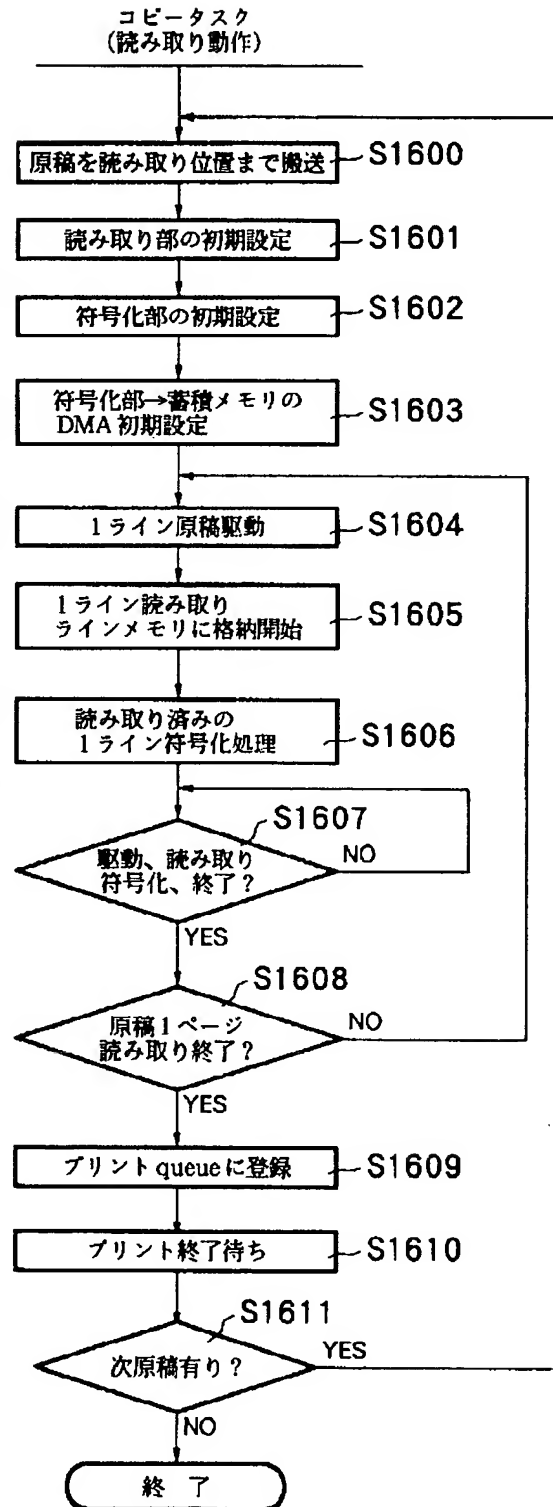 コピータスク
(読み取り動作)
原稿を読み取り位置まで搬送
S1600
読み取り部の初期設定
S1601
符号化部の初期設定
S1602
符号化部→蓄積メモリの
DMA初期設定
S1603
1ライン原稿駆動
S1604
1ライン読み取り
ラインメモリに格納開始
S1605
読み取り済みの
1ライン符号化処理
S1606
S1607
駆動、読み取り
符号化、終了?
NO
YES
S1608
原稿1ページ
読み取り終了?
NO
YES
プリントqueueに登録
S1609
プリント終了待ち
S1610
S1611
次原稿有り?
YES
NO
終 了